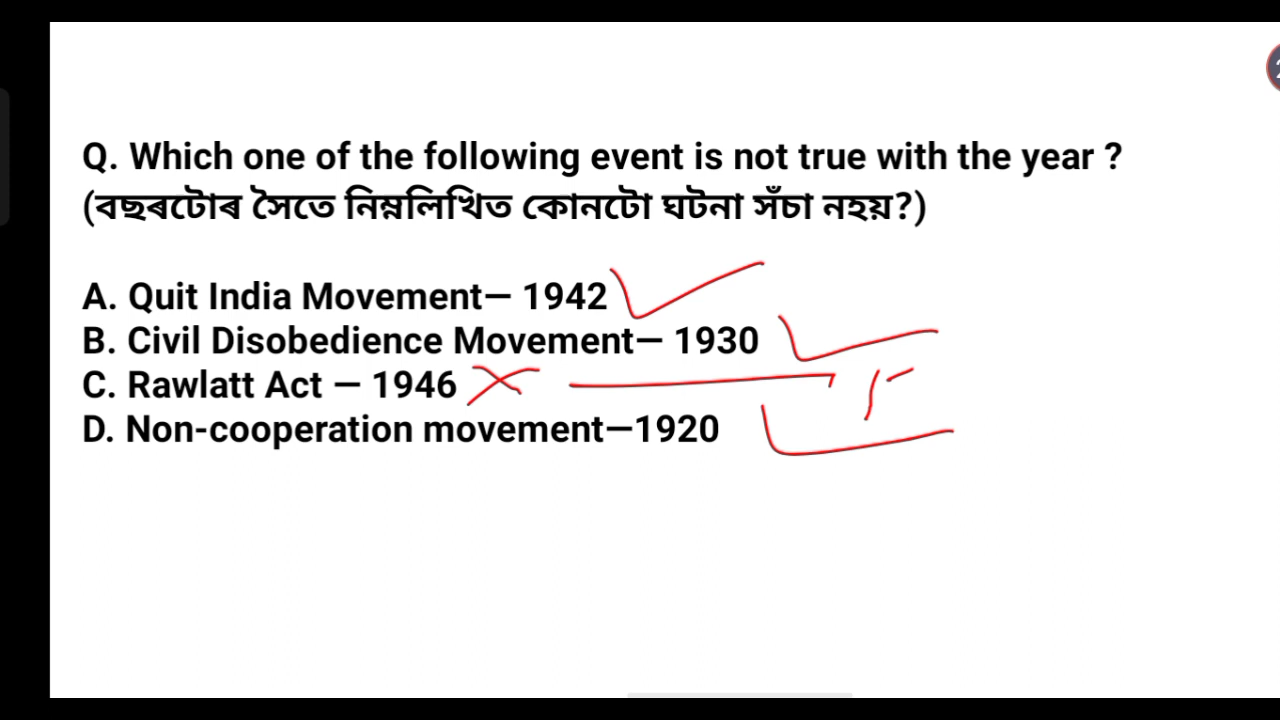 Q. Which one of the following event is not true with the year ?
(বছৰটোৰ সৈতে নিম্নলিখিত কোনটো ঘটনা সঁচা নহয়?)
A. Quit India Movement— 1942
B. Civil Disobedience Movement— 1930
C. Rawlatt Act — 1946
D. Non-cooperation movement—1920